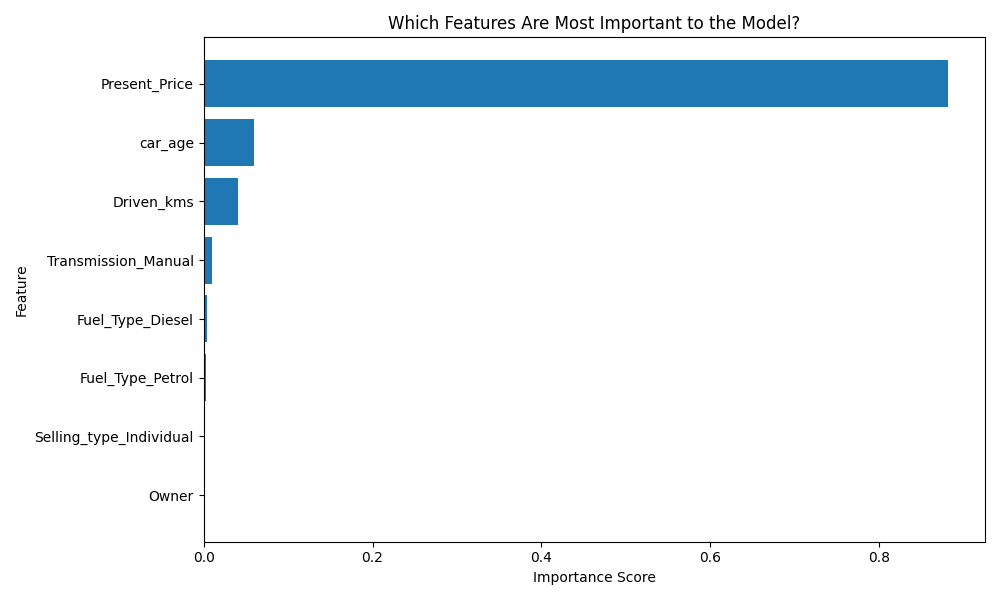 Which Features Are Most Important to the Model?
Present_Price
car_age
Driven_kms
Transmission_Manual
Fuel_Type_Diesel
Fuel_Type_Petrol
Selling_type_Individual
Owner
Feature
0.0 0.2 0.4 0.6 0.8
Importance Score